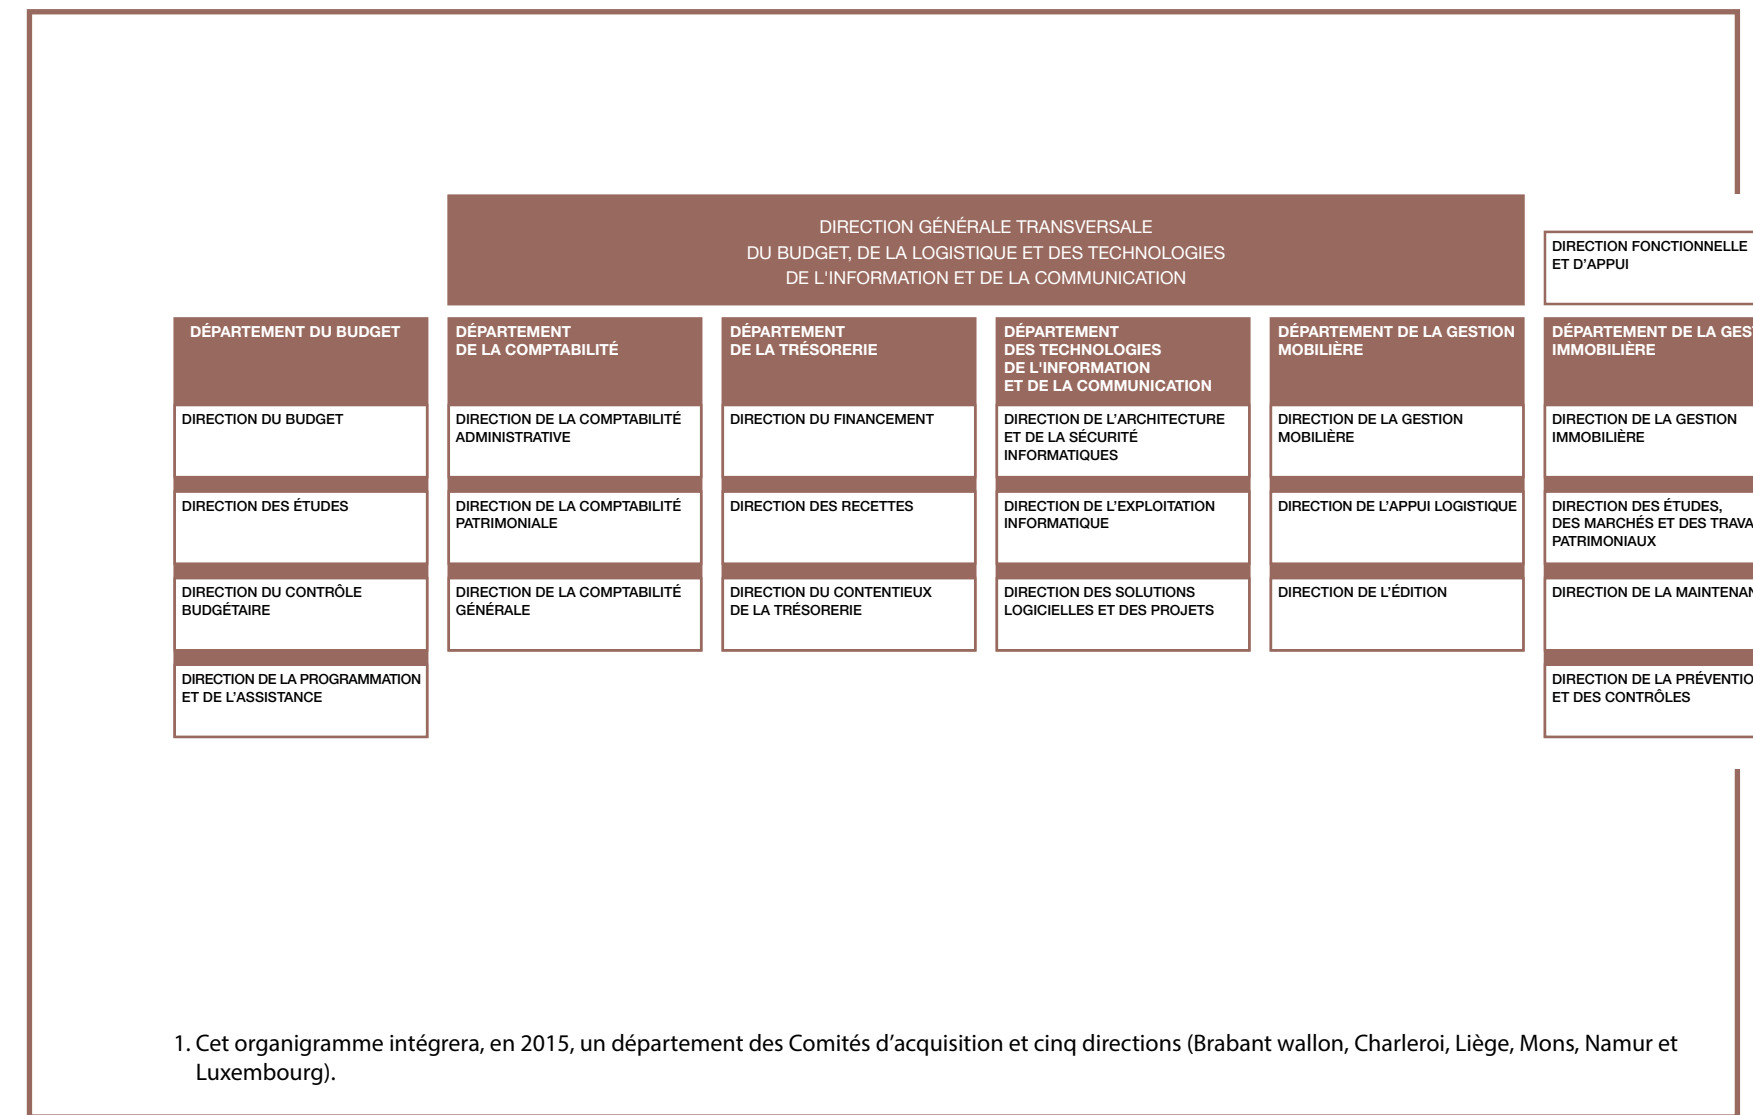 DIRECTION GÉNÉRALE TRANSVERSALE
DU BUDGET, DE LA LOGISTIQUE ET DES TECHNOLOGIES
DE L'INFORMATION ET DE LA COMMUNICATION
DIRECTION FONCTIONNELLE
ET D’APPUI
DÉPARTEMENT DU BUDGET
DIRECTION DU BUDGET
DIRECTION DES ÉTUDES
DIRECTION DU CONTRÔLE
BUDGÉTAIRE
DIRECTION DE LA PROGRAMMATION
ET DE L’ASSISTANCE
DÉPARTEMENT
DE LA COMPTABILITÉ
DIRECTION DE LA COMPTABILITÉ
ADMINISTRATIVE
DIRECTION DE LA COMPTABILITÉ
PATRIMONIALE
DIRECTION DE LA COMPTABILITÉ
GÉNÉRALE
DÉPARTEMENT
DE LA TRÉSORERIE
DIRECTION DU FINANCEMENT
DIRECTION DES RECETTES
DIRECTION DU CONTENTIEUX
DE LA TRÉSORERIE
DÉPARTEMENT
DES TECHNOLOGIES
DE L'INFORMATION
ET DE LA COMMUNICATION
DIRECTION DE L’ARCHITECTURE
ET DE LA SÉCURITÉ
INFORMATIQUES
DIRECTION DE L’EXPLOITATION
INFORMATIQUE
DIRECTION DES SOLUTIONS
LOGICIELLES ET DES PROJETS
DÉPARTEMENT DE LA GESTION
MOBILIÈRE
DIRECTION DE LA GESTION
MOBILIÈRE
DIRECTION DE L’APPUI LOGISTIQUE
DIRECTION DE L’ÉDITION
DÉPARTEMENT DE LA
IMMOBILIÈRE
DIRECTION DE LA GESTION
IMMOBILIÈRE
DIRECTION DES ÉTUDES,
DES MARCHÉS ET DES
PATRIMONIAUX
DIRECTION DE LA
DIRECTION DE LA
ET DES CONTRÔLES
1. Cet organigramme intégrera, en 2015, un département des Comités d’acquisition et cinq directions (Brabant wallon, Charleroi, Liège, Mons, Namur et
Luxembourg).